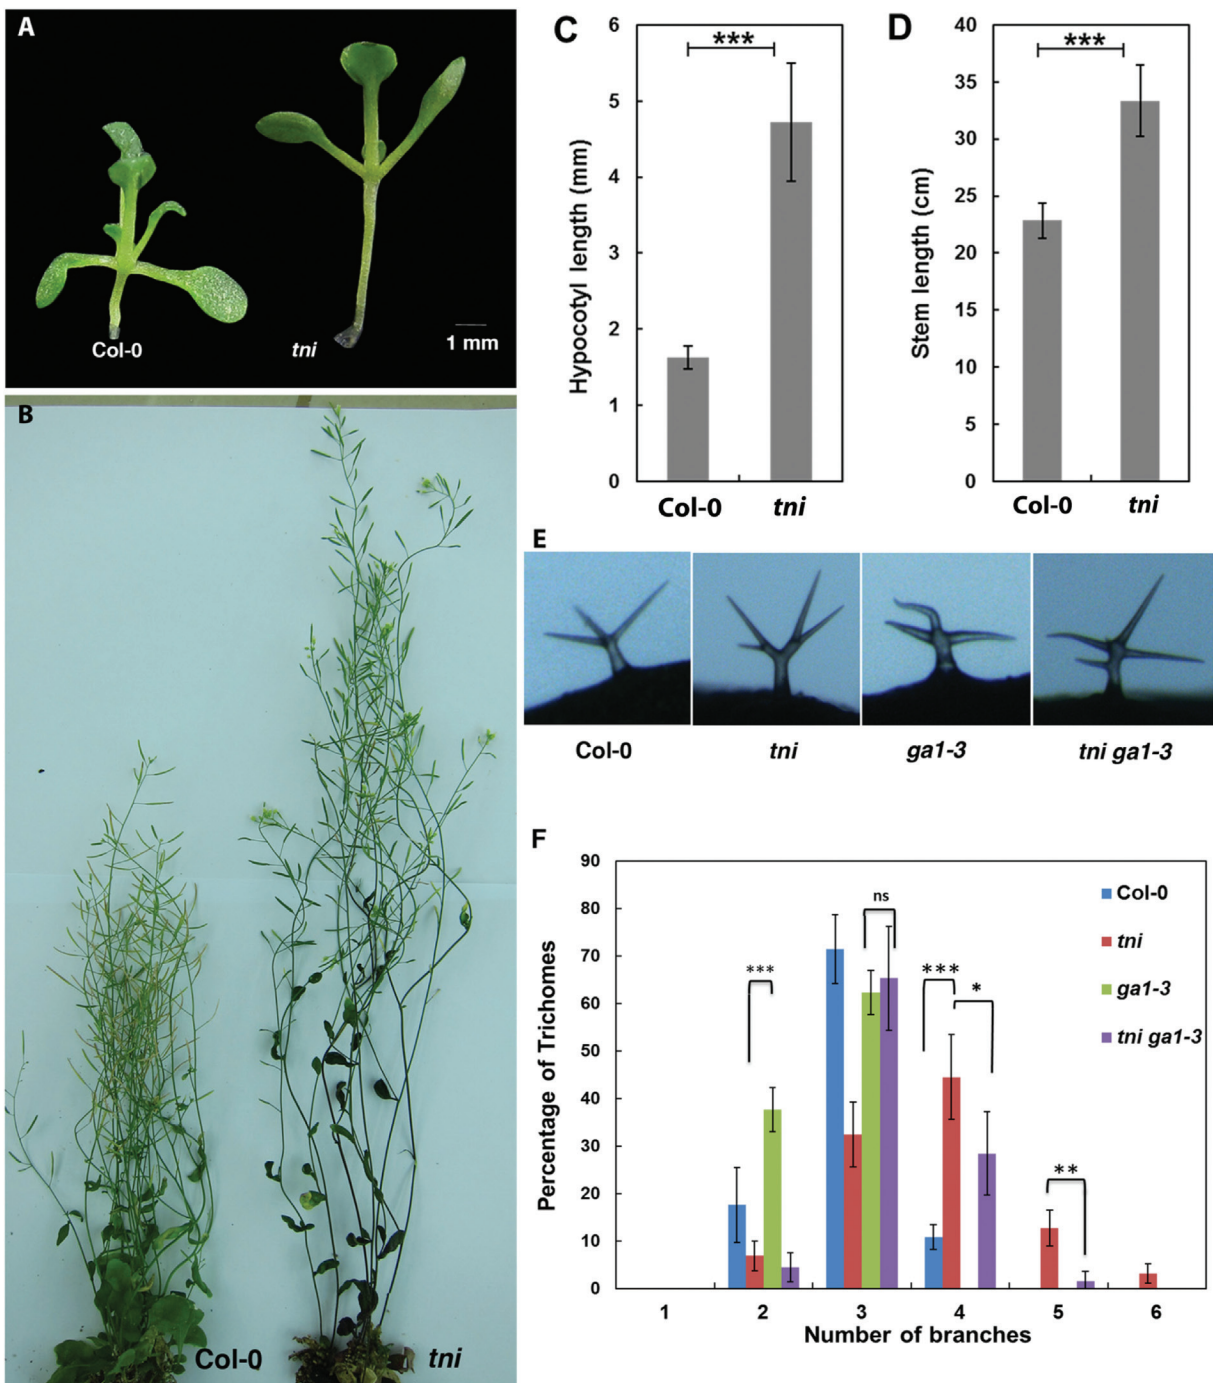 A
Col-0
tni
1 mm
B
Col-0
tni
C
***
Hypocotyl length (mm)
6
5
4
3
2
1
0
Col-0
tni
D
***
Stem length (cm)
40
35
30
25
20
15
10
5
0
Col-0
tni
E
Col-0
tni
ga1-3
tni ga1-3
F
Percentage of Trichomes
90
80
70
60
50
40
30
20
10
0
***
ns
***
*
**
Col-0
tni
ga1-3
tni ga1-3
1 2 3 4 5 6
Number of branches